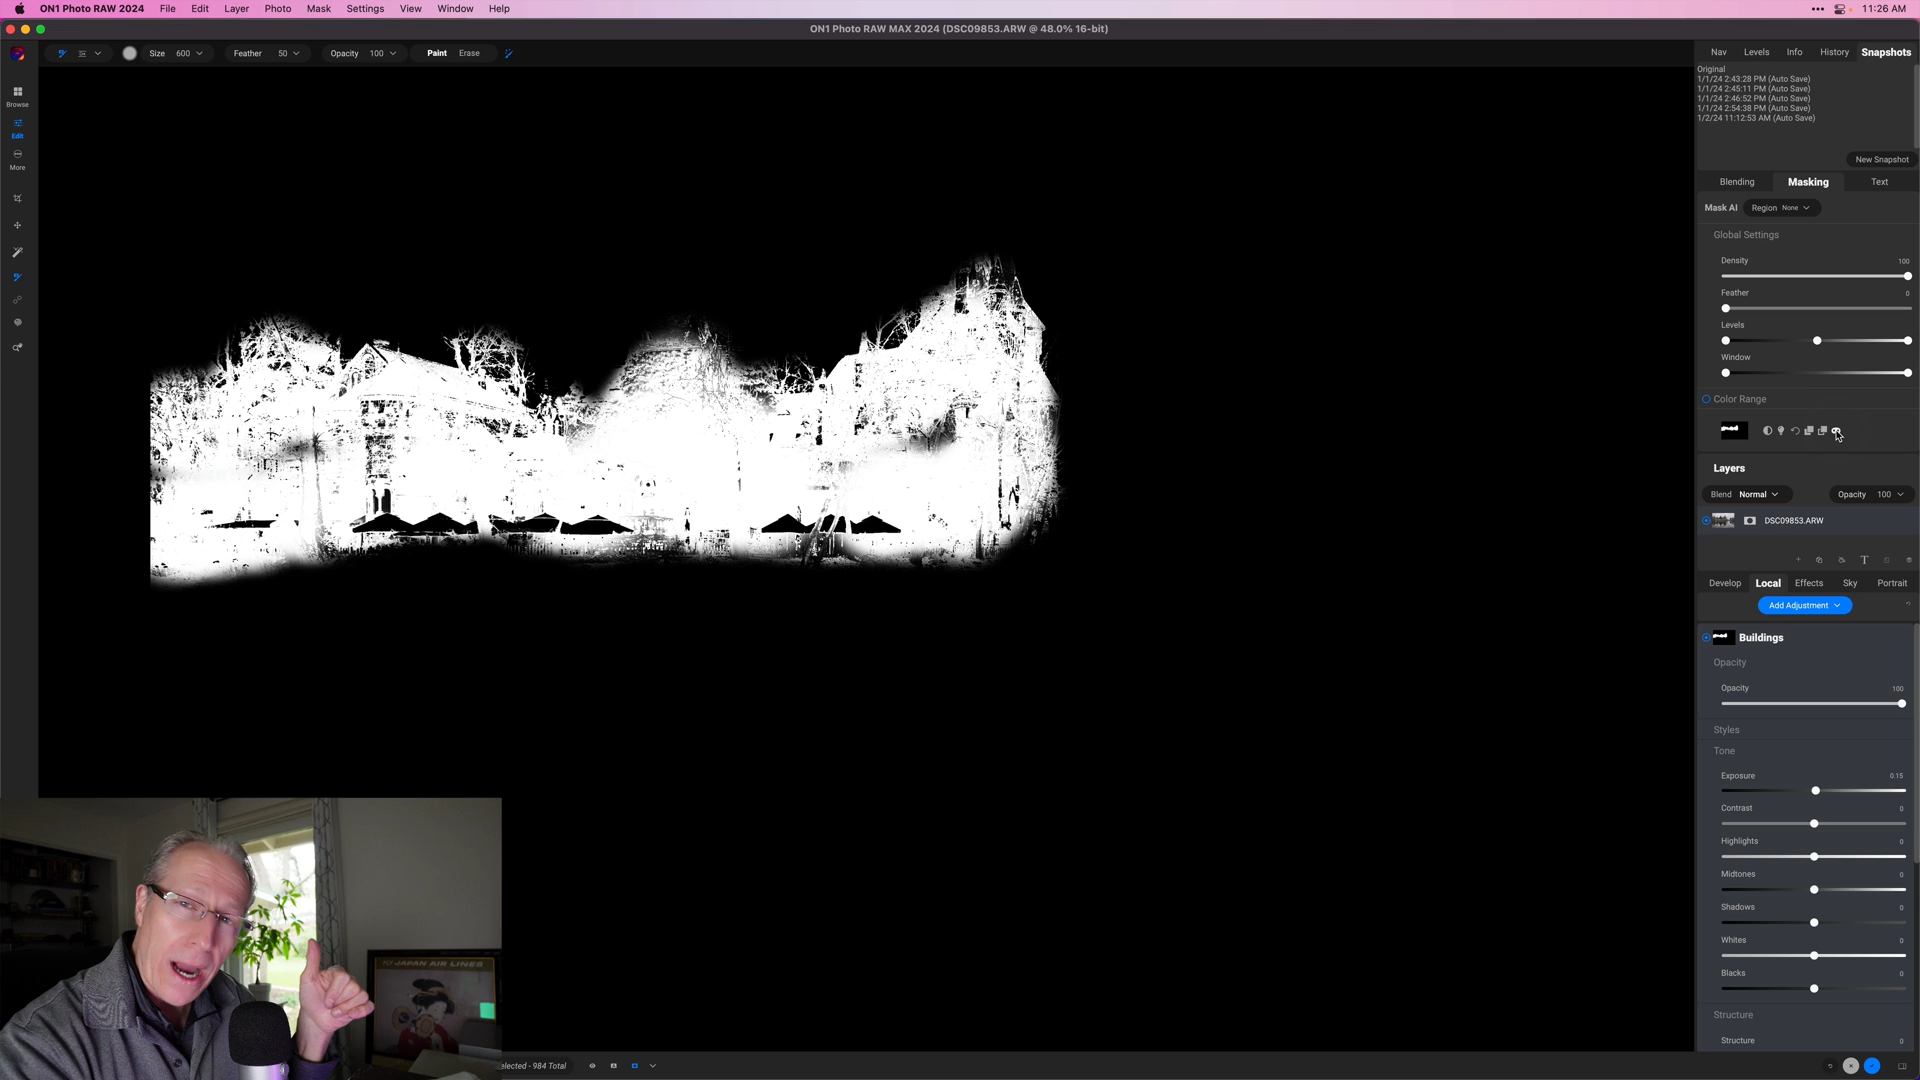 ON1 Photo RAW 2024 File Edit Layer Photo Mask Settings View Window Help 11:26 AM
ON1 Photo RAW MAX 2024 (DSC09853.ARW @ 48.0% 16-bit)
Size 600 Feather 50 Opacity 100 Paint Erase
Browse
Edit
More
Nav Levels Info History Snapshots
Original
1/1/24 2:43:28 PM (Auto Save)
1/1/24 2:45:11 PM (Auto Save)
1/1/24 2:46:52 PM (Auto Save)
1/1/24 2:54:38 PM (Auto Save)
1/2/24 11:12:53 AM (Auto Save)
New Snapshot
Blending Masking Text
Mask AI Region None
Global Settings
Density 100
Feather 0
Levels
Window
Color Range
Layers
Blend Normal Opacity 100
DSC09853.ARW
T
Develop Local Effects Sky Portrait
Add Adjustment
Buildings
Opacity
Opacity 100
Styles
Tone
Exposure 0.15
Contrast 0
Highlights 0
Midtones 0
Shadows 0
Whites 0
Blacks 0
Structure
Structure 0
JAPAN AIR LINES
elected - 984 Total